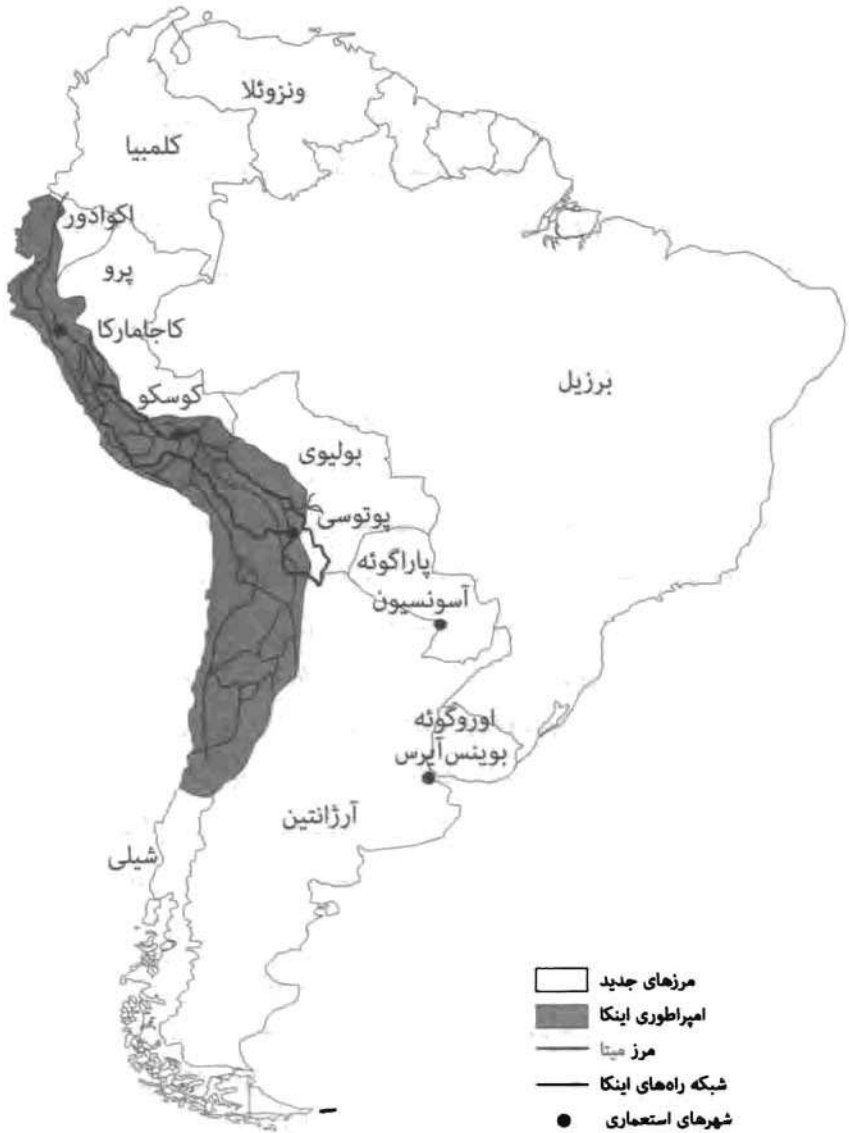 ونزوئلا
کلمبیا
اکوادور
پرو
کاجامارکا
برزیل
کوسکو
بولیوی
پوتوسی
پاراگوئه
آسونسیون
اوروگوئه
بوینس‌آیرس
آرژانتین
شیلی
مرزهای جدید
امپراطوری اینکا
مرز میتا
شبکه راه‌های اینکا
شهرهای استعماری